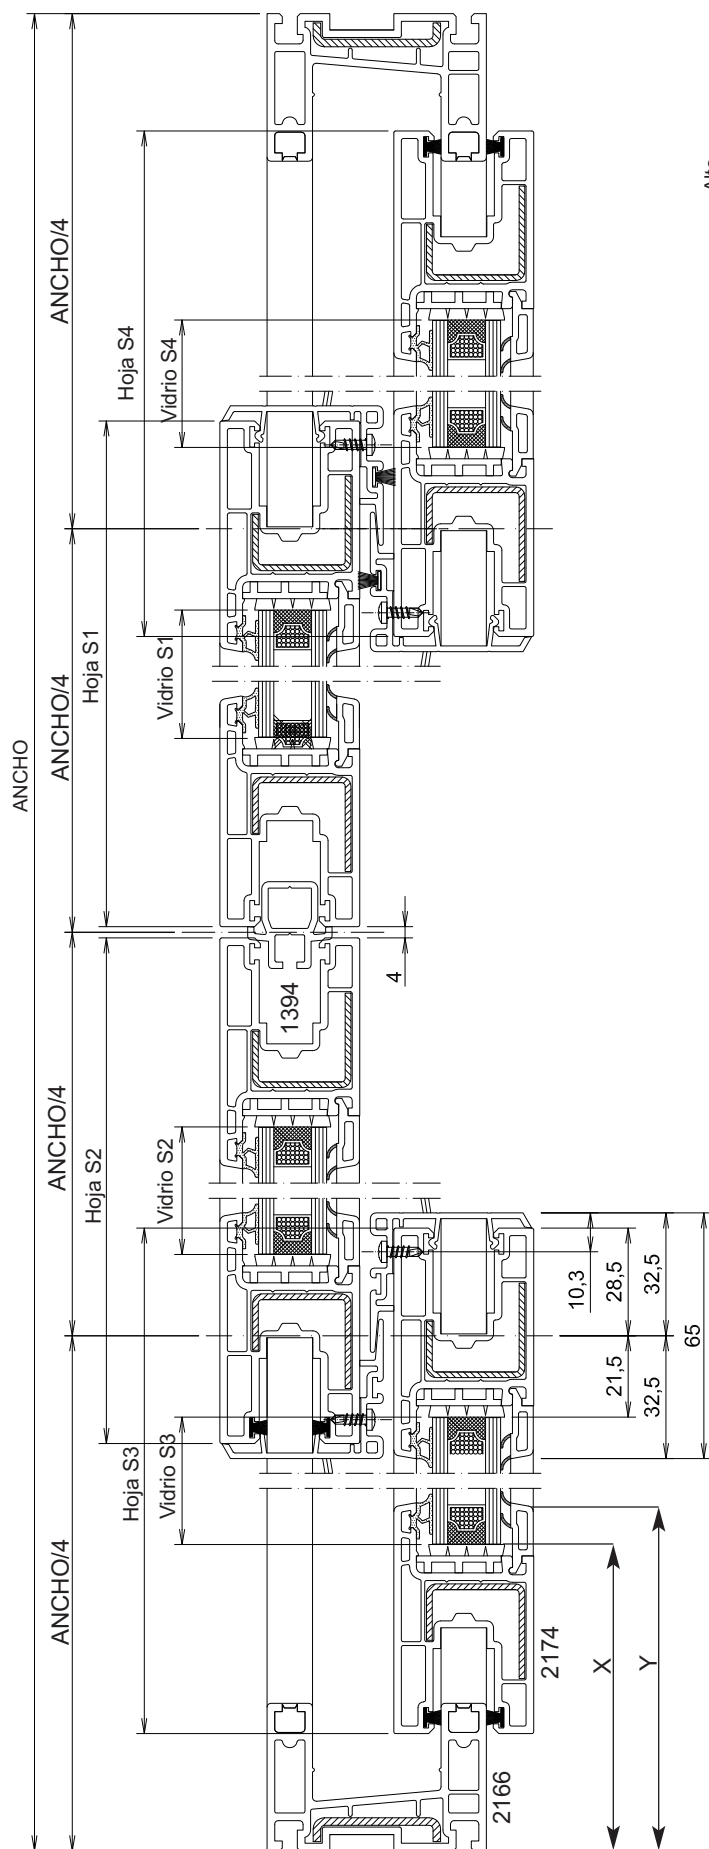 Alto
ANCHO
ANCHO/4
ANCHO/4
ANCHO/4
ANCHO/4
Hoja S4
Vidrio S4
Hoja S1
Vidrio S1
4
1394
Hoja S2
Vidrio S2
Hoja S3
Vidrio S3
10,3
28,5
32,5
65
21,5
32,5
X
Y
2174
2166